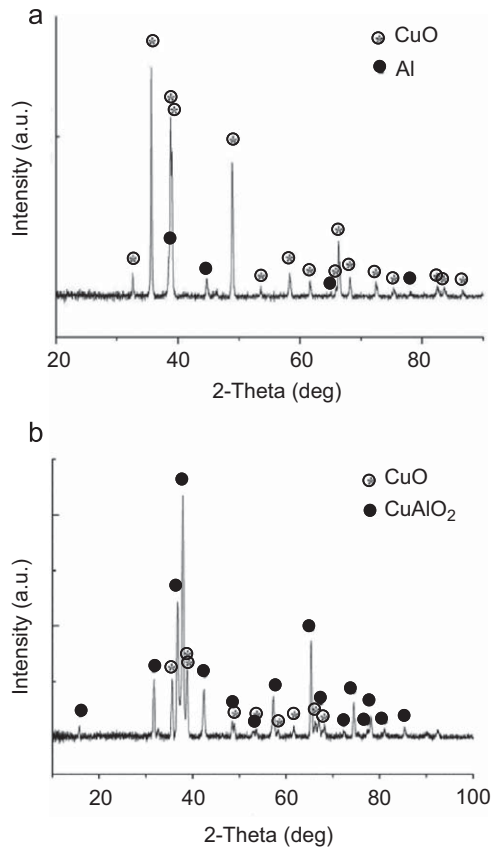 a
CuO
Al
Intensity (a.u.)
20 40 60 80
2-Theta (deg)
b
CuO
CuAlO₂
Intensity (a.u.)
20 40 60 80 100
2-Theta (deg)